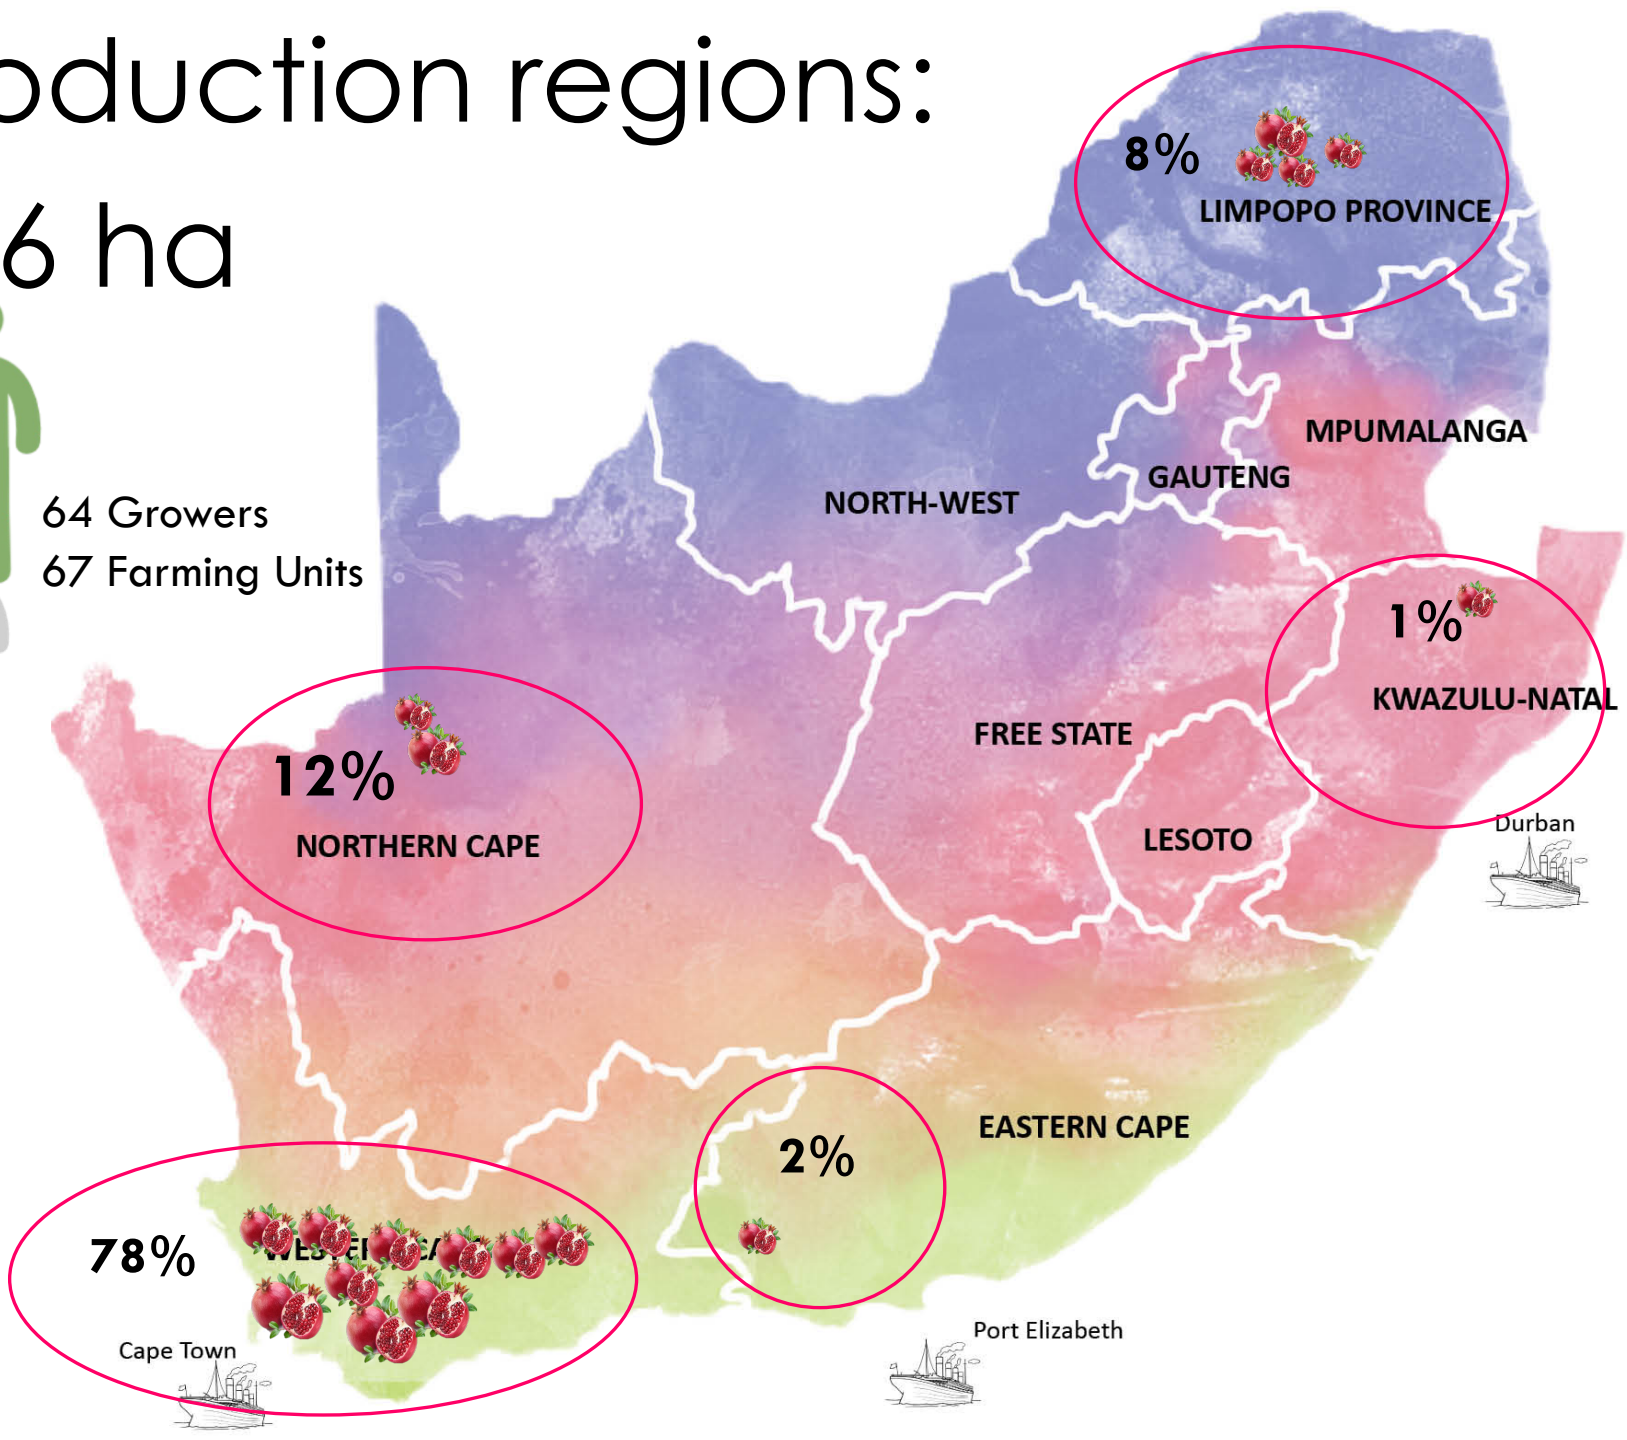 oduction regions:
6 ha
8%
LIMPOPO PROVINCE
MPUMALANGA
GAUTENG
NORTH-WEST
64 Growers
67 Farming Units
1%
KWAZULU-NATAL
FREE STATE
12%
NORTHERN CAPE
LESOTO
Durban
EASTERN CAPE
2%
78%
Port Elizabeth
Cape Town